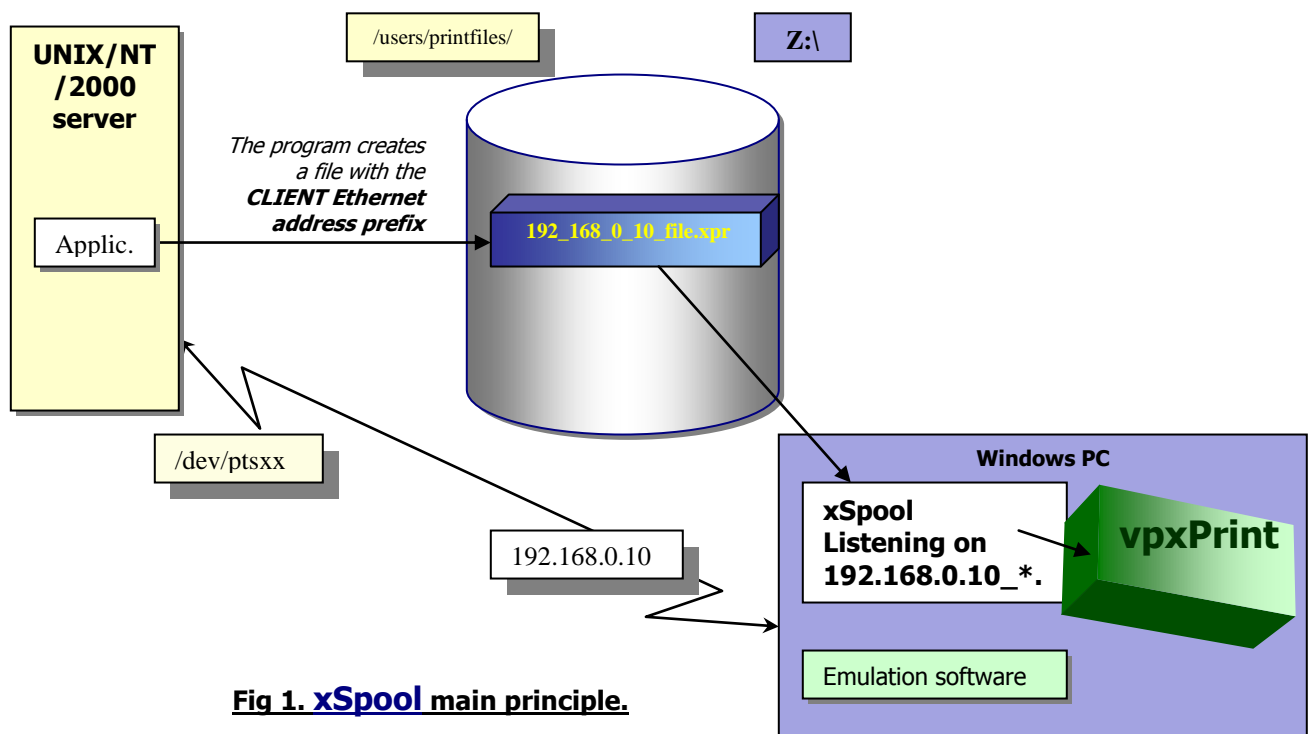 UNIX/NT
/2000
server
/users/printfiles/
Z:\
The program creates
a file with the
CLIENT Ethernet
address prefix
Applic.
192_168_0_10_file.xpr
/dev/ptsxx
192.168.0.10
Windows PC
xSpool
Listening on
192.168.0.10_*.
vpxPrint
Emulation software
Fig 1. xSpool main principle.